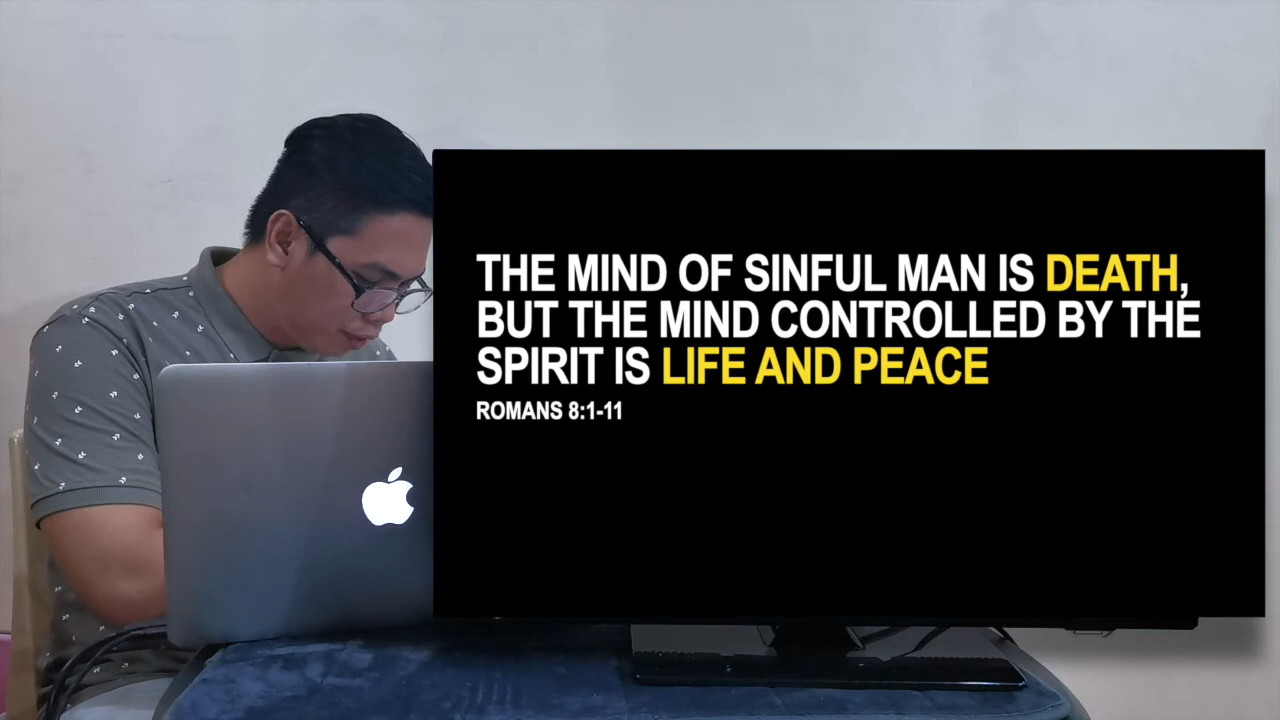 THE MIND OF SINFUL MAN IS DEATH,
BUT THE MIND CONTROLLED BY THE
SPIRIT IS LIFE AND PEACE
ROMANS 8:1-11